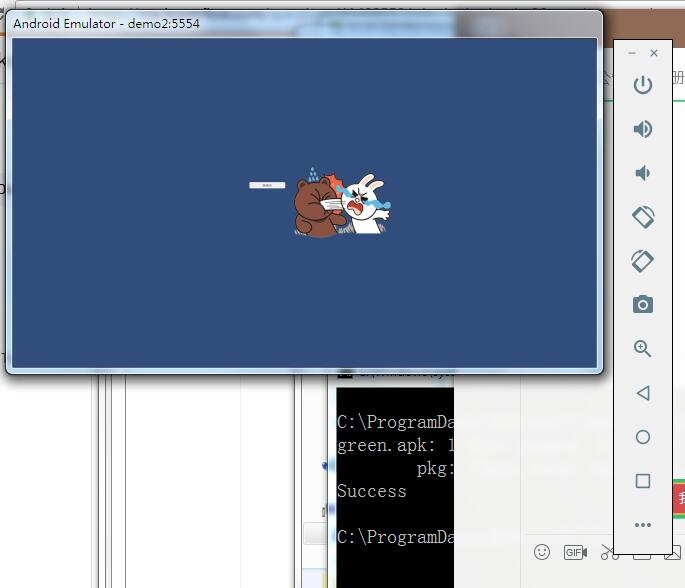 Android Emulator - demo2:5554
C:\ProgramDa
green.apk: 1
pkg:
Success
C:\ProgramDa
GIF